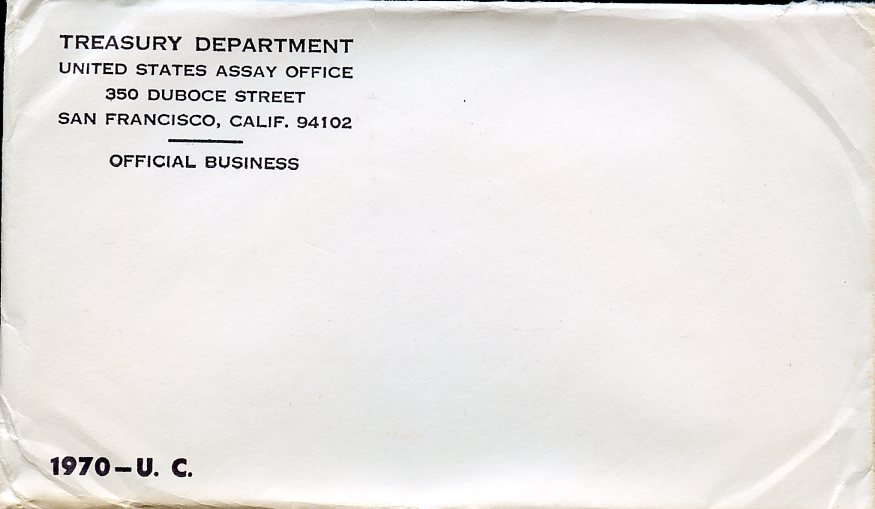 TREASURY DEPARTMENT
UNITED STATES ASSAY OFFICE
350 DUBOCE STREET
SAN FRANCISCO, CALIF. 94102
OFFICIAL BUSINESS
1970–U. C.